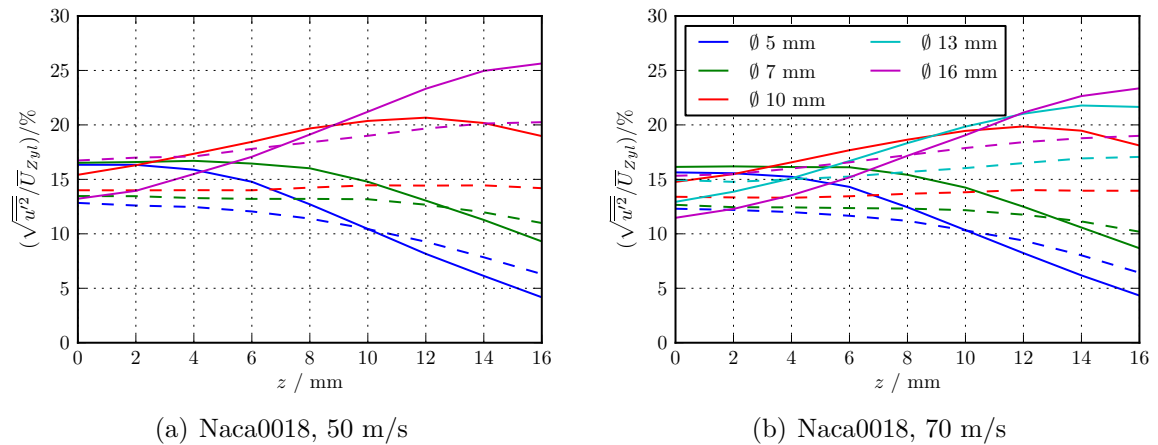 30
25
20
15
10
5
0
(√u'²/U_Zyl)/%
0 2 4 6 8 10 12 14 16
z / mm
(a) Naca0018, 50 m/s
30
25
20
15
10
5
0
(√u'²/U_Zyl)/%
∅ 5 mm
∅ 7 mm
∅ 10 mm
∅ 13 mm
∅ 16 mm
0 2 4 6 8 10 12 14 16
z / mm
(b) Naca0018, 70 m/s